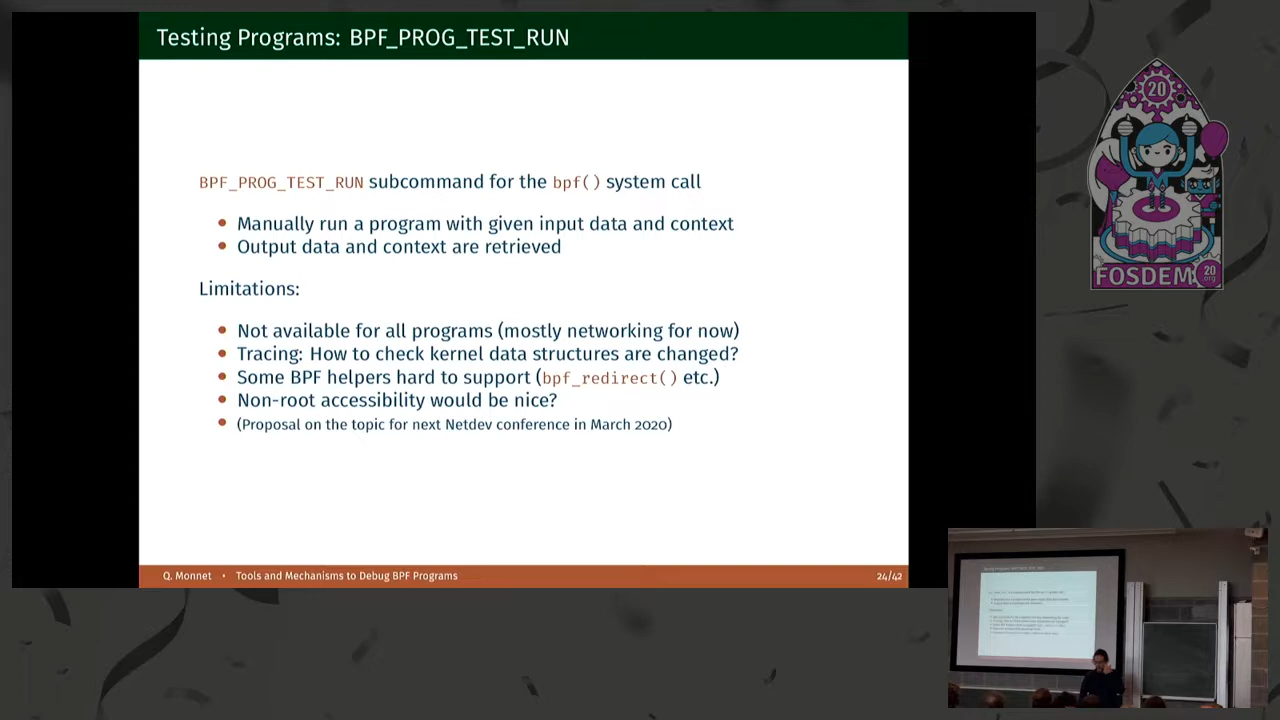 Testing Programs: BPF_PROG_TEST_RUN
BPF_PROG_TEST_RUN subcommand for the bpf() system call
• Manually run a program with given input data and context
• Output data and context are retrieved
Limitations:
• Not available for all programs (mostly networking for now)
• Tracing: How to check kernel data structures are changed?
• Some BPF helpers hard to support (bpf_redirect() etc.)
• Non-root accessibility would be nice?
• (Proposal on the topic for next Netdev conference in March 2020)
Q. Monnet • Tools and Mechanisms to Debug BPF Programs
24/42
20
FOSDEM
20
.org